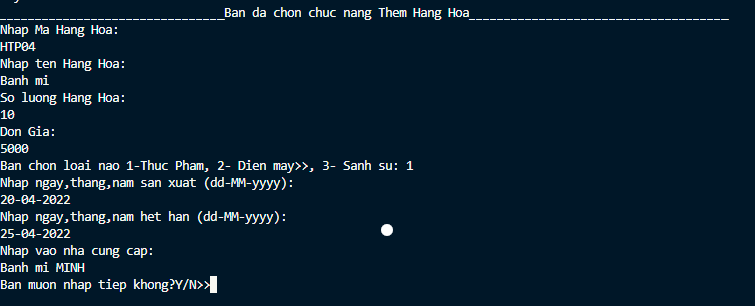 ________________________________Ban da chon chuc nang Them Hang Hoa_____________________________________
Nhap Ma Hang Hoa:
HTP04
Nhap ten Hang Hoa:
Banh mi
So luong Hang Hoa:
10
Don Gia:
5000
Ban chon loai nao 1-Thuc Pham, 2- Dien may>>, 3- Sanh su: 1
Nhap ngay,thang,nam san xuat (dd-MM-yyyy):
20-04-2022
Nhap ngay,thang,nam het han (dd-MM-yyyy):
25-04-2022
Nhap vao nha cung cap:
Banh mi MINH
Ban muon nhap tiep khong?Y/N>>